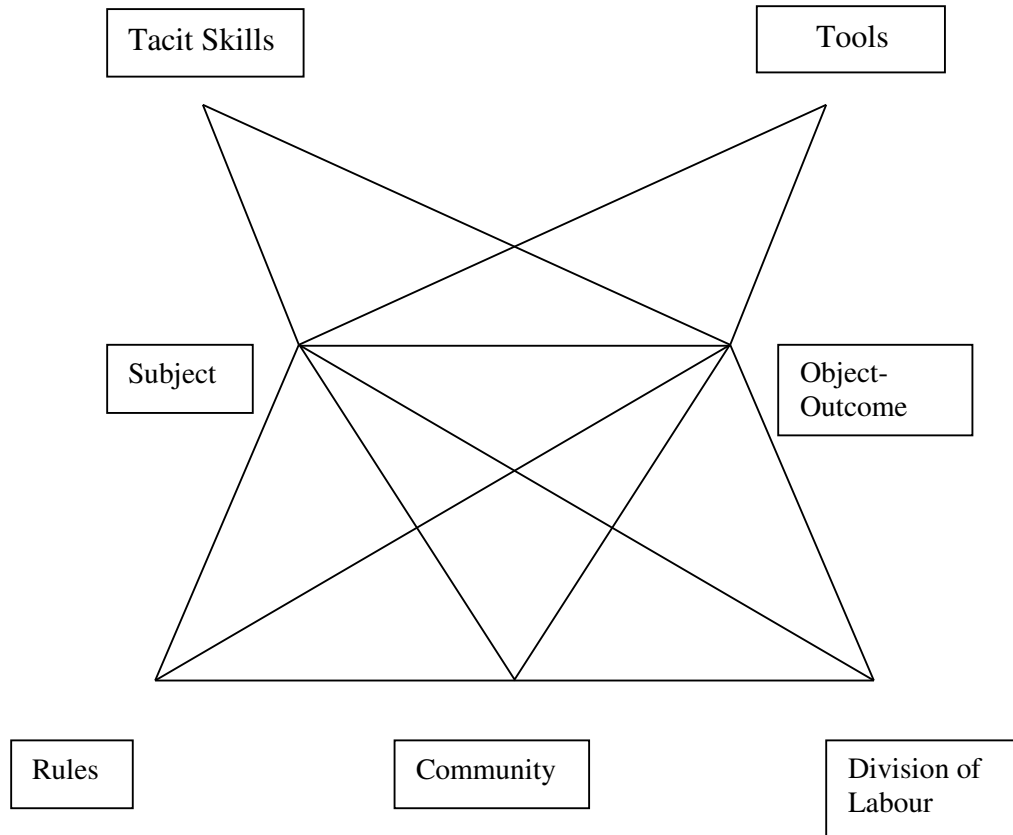 Tacit Skills
Tools
Subject
Object-
Outcome
Rules
Community
Division of
Labour